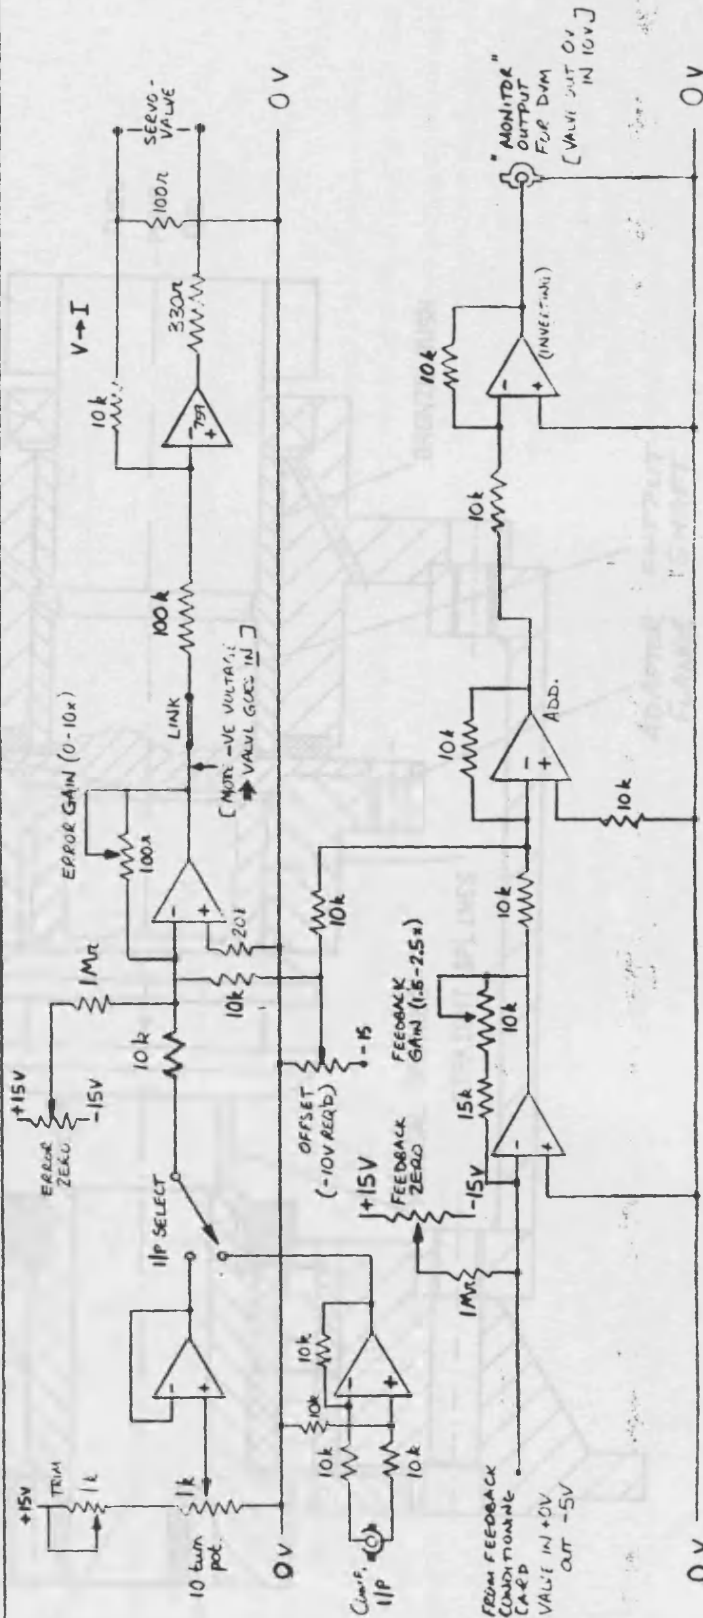 +15V
TRIM
1k
1k
10 turn
pot.
0V
I/P SELECT
+15V
ERROR
ZERO
-15V
1MΩ
10k
10k
ERROR GAIN (0-10x)
100Ω
-
+
LINK
[NOTE -VE VOLTAGE
➡ VALVE GOES IN]
100k
10k
V→I
-
759
+
330Ω
100Ω
SERVO-
VALVE
0V
I/P
10k
10k
10k
10k
-
+
OFFSET
(-10V REQ'D)
-15
10k
FROM FEEDBACK
CONDITIONING
CARD
IN +0V
OUT -5V
+15V
FEEDBACK
ZERO
-15V
1MΩ
15k
10k
FEEDBACK
GAIN (1.5-2.5x)
-
+
10k
10k
-
+
ADD.
10k
10k
10k
-
+
(INVERTING)
"MONITOR"
OUTPUT
FOR DVM
[VALVE OUT 0V
IN 10V]
0V
0V